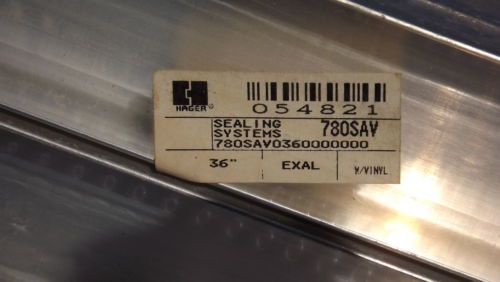 HAGER®
054821
SEALING
SYSTEMS
780SAV
780SAV0360000000
36"
EXAL
W/VINYL